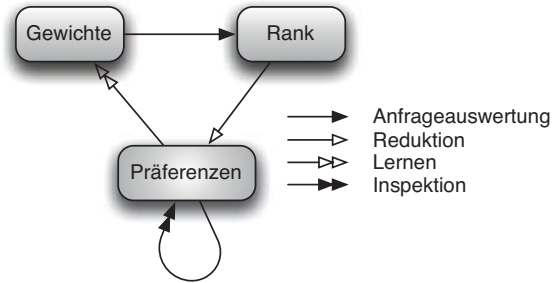 Gewichte
Rank
Präferenzen
Anfrageauswertung
Reduktion
Lernen
Inspektion